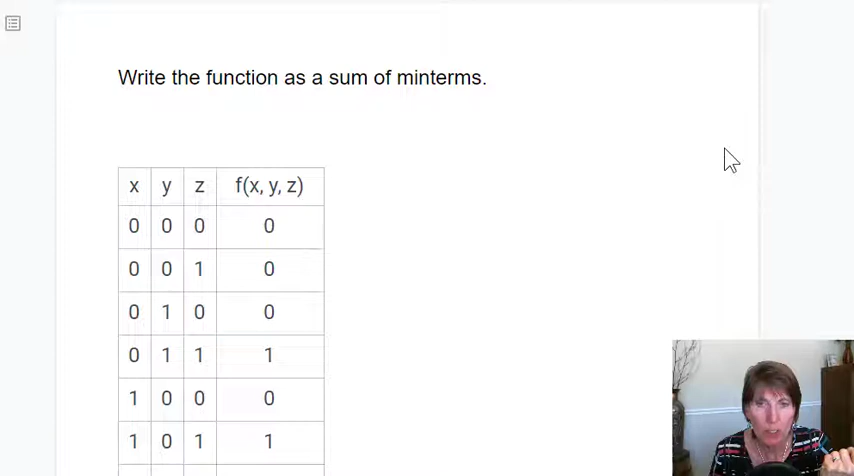 Write the function as a sum of minterms.
x y z f(x, y, z)
0 0 0 0
0 0 1 0
0 1 0 0
0 1 1 1
1 0 0 0
1 0 1 1